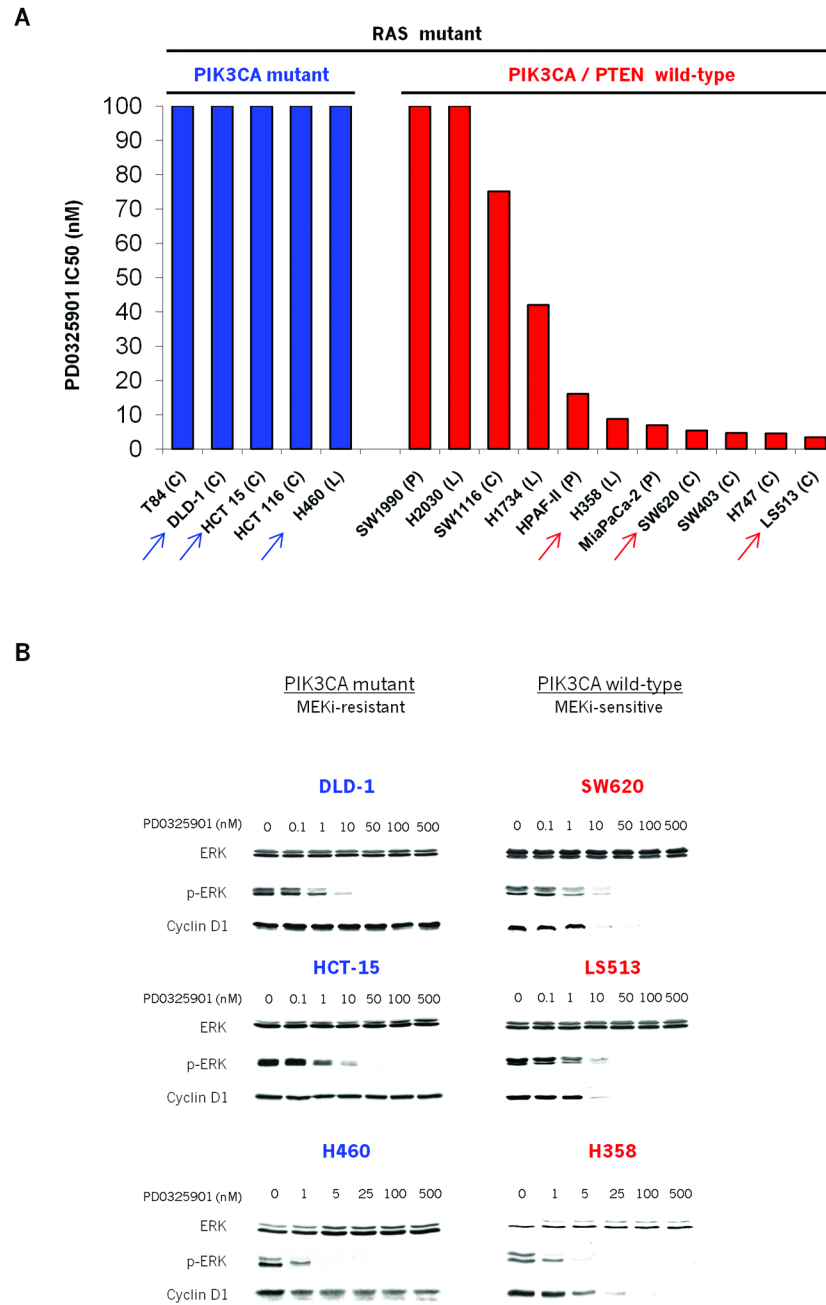 A
RAS mutant
PIK3CA mutant
PIK3CA / PTEN wild-type
PD0325901 IC50 (nM)
100
90
80
70
60
50
40
30
20
10
0
T84 (C)
DLD-1 (C)
HCT 15 (C)
HCT 116 (C)
H460 (L)
SW1990 (P)
H2030 (L)
SW1116 (C)
H1734 (L)
HPAF-II (P)
H358 (L)
MiaPaCa-2 (P)
SW620 (C)
SW403 (C)
H747 (C)
LS513 (C)
B
PIK3CA mutant
MEKi-resistant
PIK3CA wild-type
MEKi-sensitive
DLD-1
SW620
PD0325901 (nM) 0 0.1 1 10 50 100 500
0 0.1 1 10 50 100 500
ERK
p-ERK
Cyclin D1
HCT-15
LS513
PD0325901 (nM) 0 0.1 1 10 50 100 500
0 0.1 1 10 50 100 500
ERK
p-ERK
Cyclin D1
H460
H358
PD0325901 (nM) 0 1 5 25 100 500
0 1 5 25 100 500
ERK
p-ERK
Cyclin D1